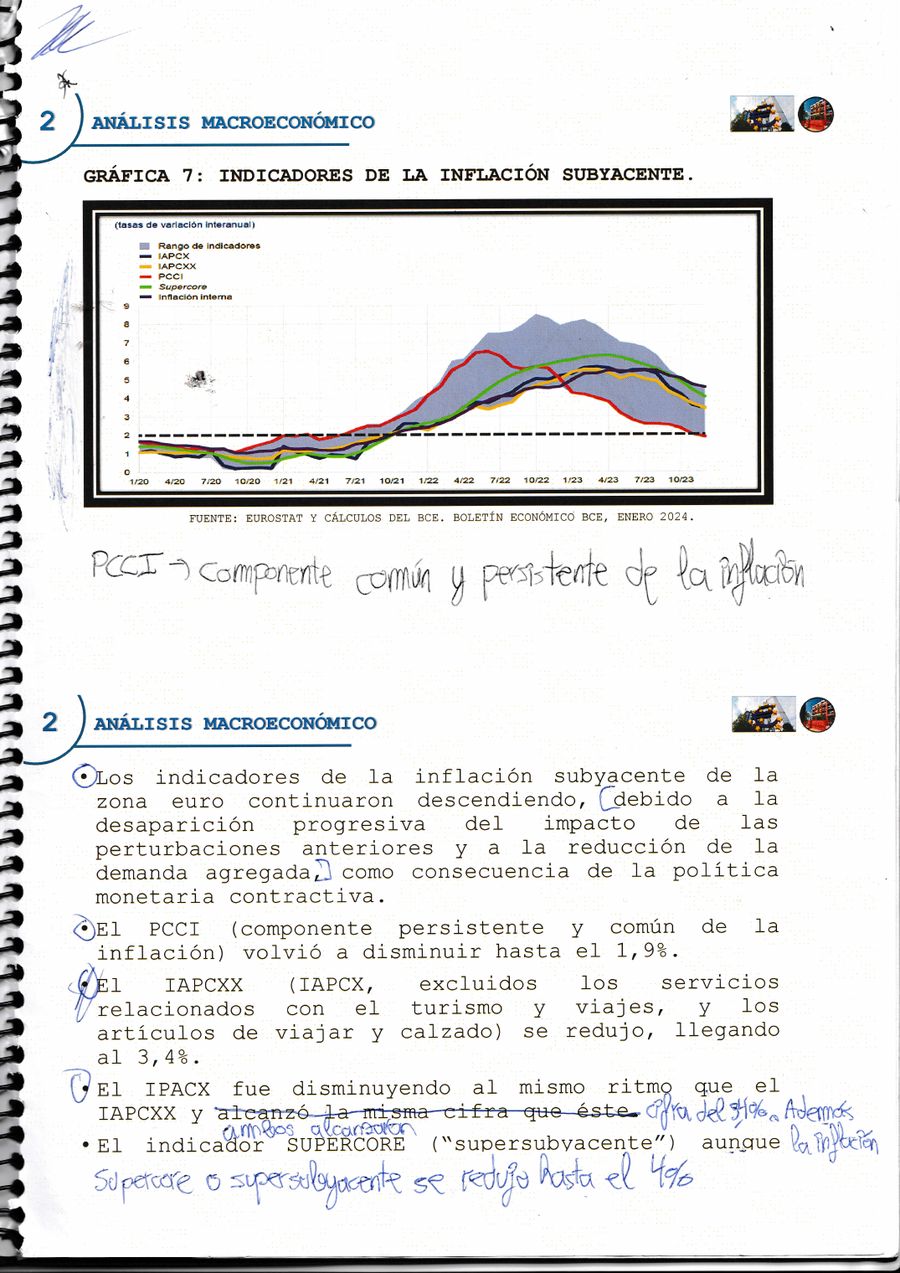 2 ANÁLISIS MACROECONÓMICO
GRÁFICA 7: INDICADORES DE LA INFLACIÓN SUBYACENTE.
(tasas de variación interanual)
Rango de indicadores
IAPCX
IAPCXX
PCCI
Supercore
Inflación interna
9
8
7
6
5
4
3
2
1
0
1/20 4/20 7/20 10/20 1/21 4/21 7/21 10/21 1/22 4/22 7/22 10/22 1/23 4/23 7/23 10/23
FUENTE: EUROSTAT Y CÁLCULOS DEL BCE. BOLETÍN ECONÓMICO BCE, ENERO 2024.
PCCI → componente común y persistente de la inflación
2 ANÁLISIS MACROECONÓMICO
• Los indicadores de la inflación subyacente de la
zona euro continuaron descendiendo, [debido a la
desaparición progresiva del impacto de las
perturbaciones anteriores y a la reducción de la
demanda agregada,] como consecuencia de la política
monetaria contractiva.
• El PCCI (componente persistente y común de la
inflación) volvió a disminuir hasta el 1,9%.
• El IAPCXX (IAPCX, excluidos los servicios
relacionados con el turismo y viajes, y los
artículos de viajar y calzado) se redujo, llegando
al 3,4%.
• El IPACX fue disminuyendo al mismo ritmo que el
IAPCXX y alcanzó la misma cifra que éste. cifra del 3,4%. Además
ambos alcanzaron
• El indicador SUPERCORE ("supersubyacente") aunque la inflación
Supercore o supersubyacente se redujo hasta el 4%